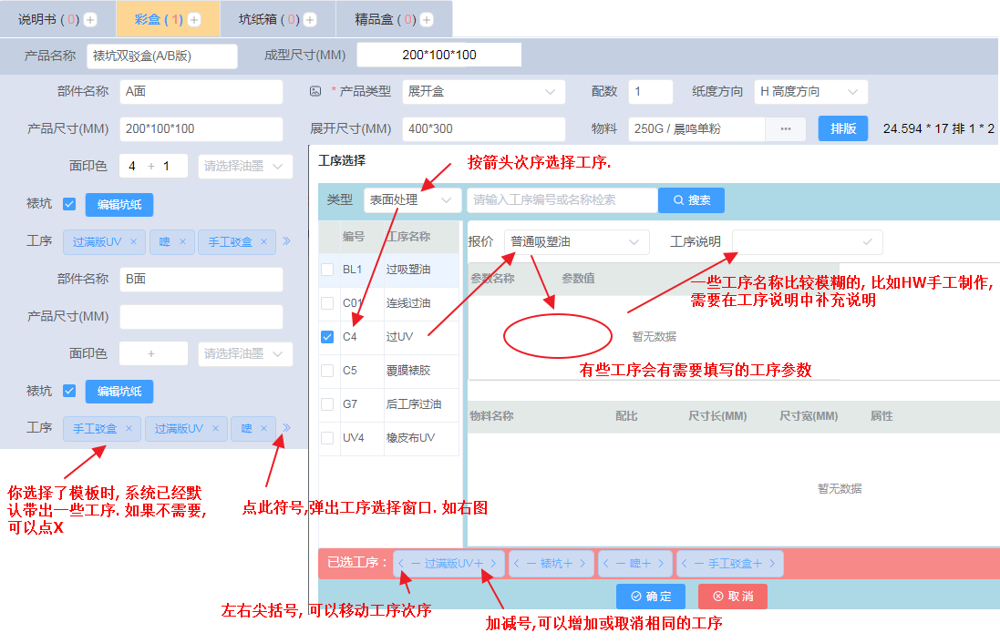 说明书 ( 0) + 彩盒 ( 1) + 坑纸箱 ( 0) + 精品盒 ( 0) +
产品名称 裱坑双驳盒(A/B版) 成型尺寸(MM) 200*100*100
部件名称 A面 * 产品类型 展开盒 配数 1 纸度方向 H 高度方向
产品尺寸(MM) 200*100*100 展开尺寸(MM) 400*300 物料 250G / 晨鸣单粉 ··· 排版 24.594 * 17 排 1 * 2
面印色 4 + 1 请选择油墨
裱坑 编辑坑纸
工序 过满版UV × 啤 × 手工驳盒 × »
部件名称 B面
产品尺寸(MM)
面印色 + 请选择油墨
裱坑 编辑坑纸
工序 手工驳盒 × 过满版UV × 啤 × »
你选择了模板时, 系统已经默
认带出一些工序. 如果不需要,
可以点X
点此符号,弹出工序选择窗口. 如右图
工序选择
按箭头次序选择工序.
类型 表面处理 请输入工序编号或名称检索 搜索
编号 工序名称
BL1 过吸塑油
C01 连线过油
C4 过UV
C5 覆膜裱胶
G7 后工序过油
UV4 橡皮布UV
报价 普通吸塑油 工序说明
参数名称 参数值
一些工序名称比较模糊的, 比如HW手工制作,
需要在工序说明中补充说明
暂无数据
有些工序会有需要填写的工序参数
物料名称 配比 尺寸长(MM) 尺寸宽(MM) 属性
暂无数据
已选工序： < － 过满版UV＋ > < － 裱坑＋ > < － 啤＋ > < － 手工驳盒＋ >
确定 取消
左右尖括号, 可以移动工序次序
加减号,可以增加或取消相同的工序